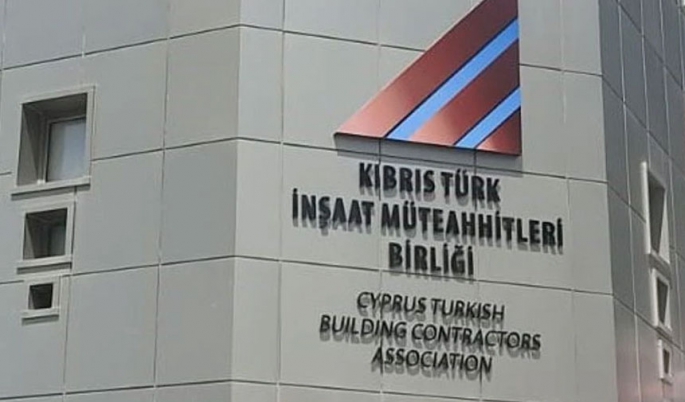 KIBRIS TÜRK
İNŞAAT MÜTEAHHİTLERİ
BİRLİĞİ
CYPRUS TURKISH
BUILDING CONTRACTORS
ASSOCIATION